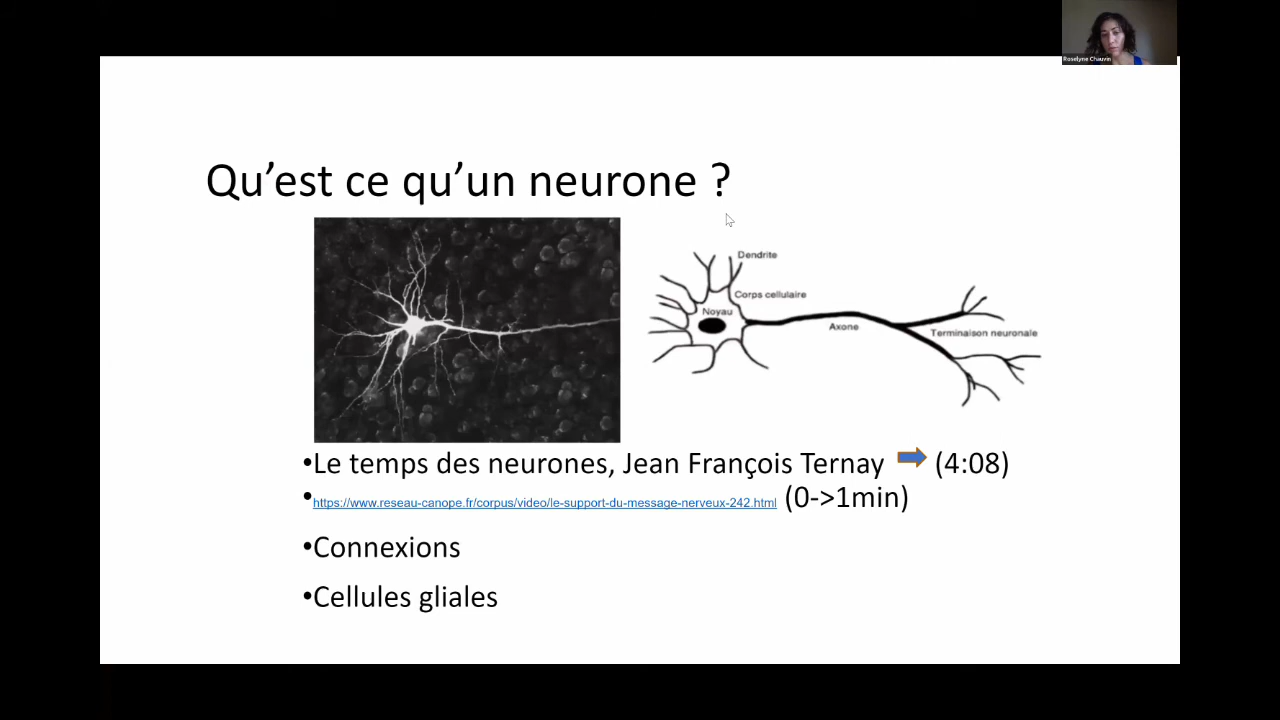 Roselyne Chauvin
Qu’est ce qu’un neurone ?
Dendrite
Corps cellulaire
Noyau
Axone
Terminaison neuronale
•Le temps des neurones, Jean François Ternay (4:08)
•https://www.reseau-canope.fr/corpus/video/le-support-du-message-nerveux-242.html (0->1min)
•Connexions
•Cellules gliales